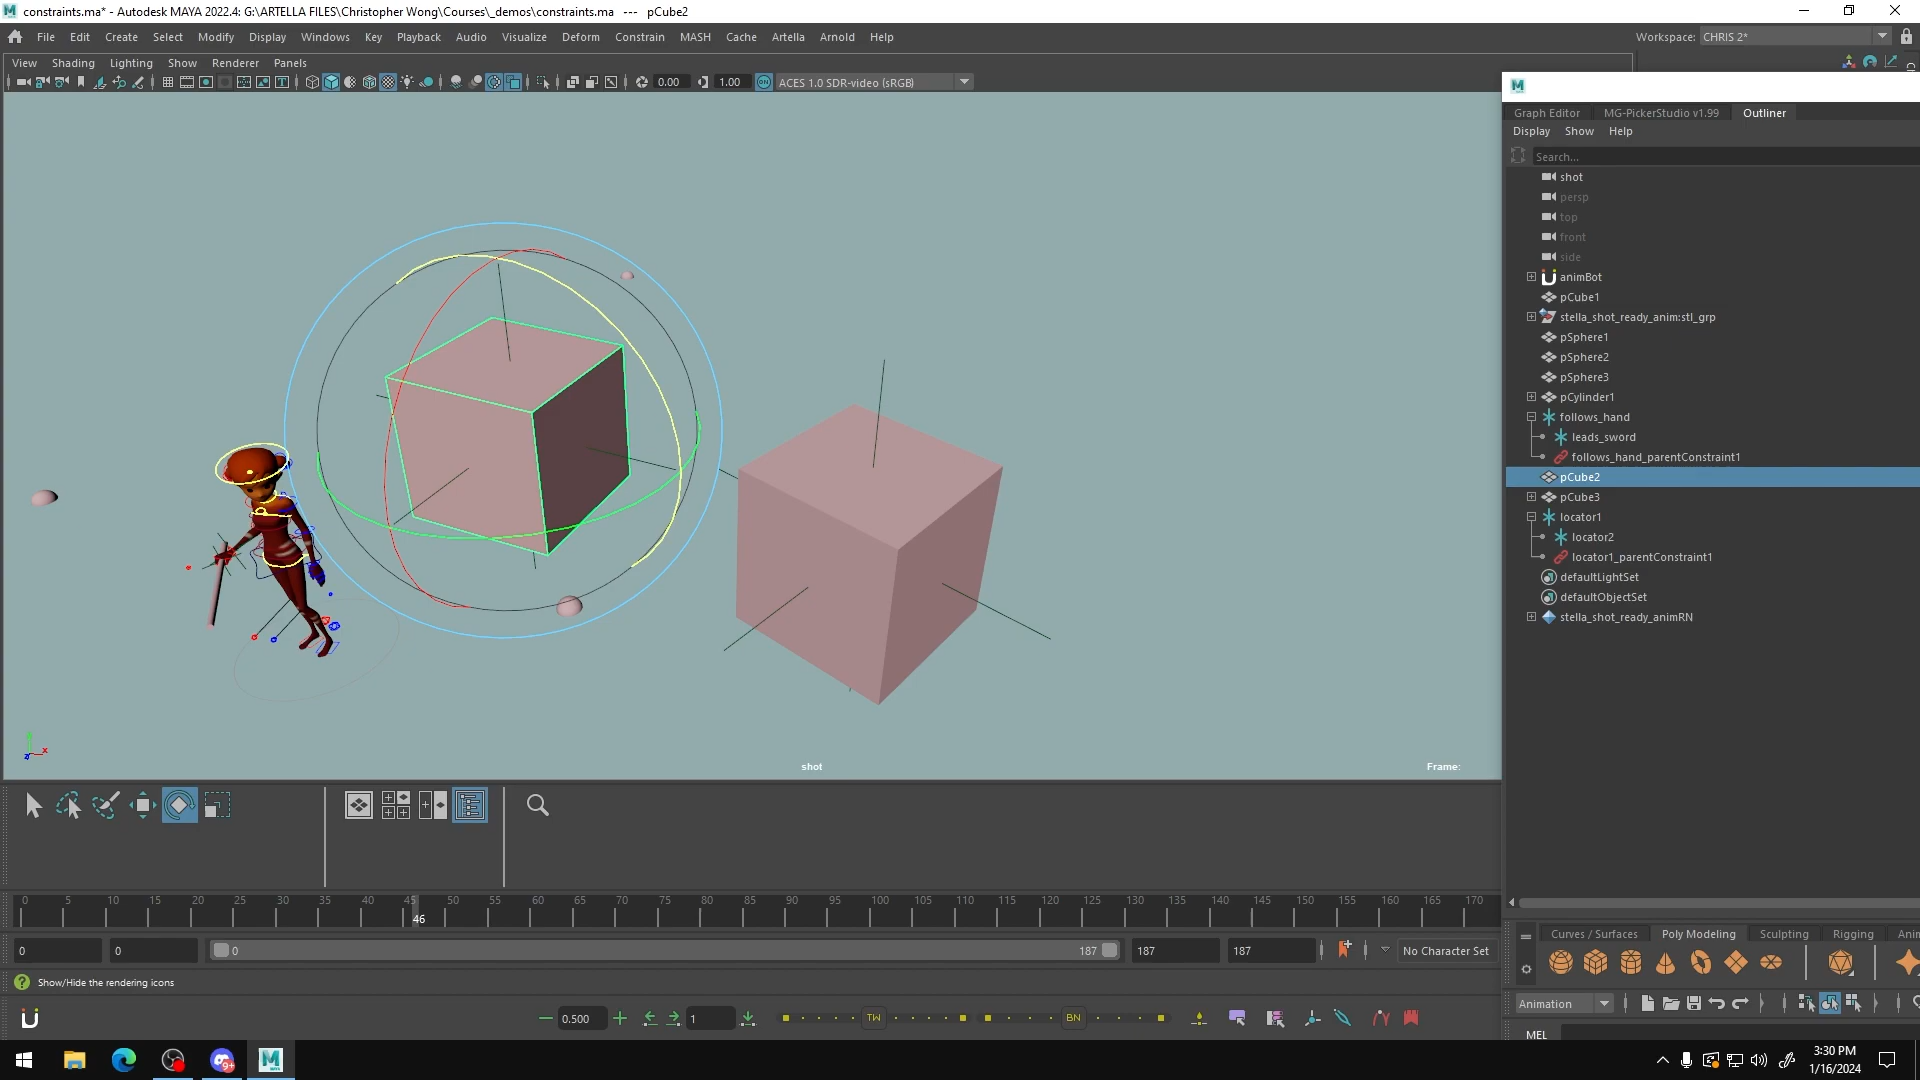 constraints.ma* - Autodesk MAYA 2022.4: G:\ARTELLA FILES\Christopher Wong\Courses\_demos\constraints.ma --- pCube2
File Edit Create Select Modify Display Windows Key Playback Audio Visualize Deform Constrain MASH Cache Artella Arnold Help
Workspace: CHRIS 2*
View Shading Lighting Show Renderer Panels
0.00 1.00 ON ACES 1.0 SDR-video (sRGB)
Graph Editor MG-PickerStudio v1.99 Outliner
Display Show Help
Search...
shot
persp
top
front
side
animBot
pCube1
stella_shot_ready_anim:stl_grp
pSphere1
pSphere2
pSphere3
pCylinder1
follows_hand
leads_sword
follows_hand_parentConstraint1
pCube2
pCube3
locator1
locator2
locator1_parentConstraint1
defaultLightSet
defaultObjectSet
stella_shot_ready_animRN
x
z
shot
Frame:
0 5 10 15 20 25 30 35 40 45 50 55 60 65 70 75 80 85 90 95 100 105 110 115 120 125 130 135 140 145 150 155 160 165 170
46
0 0 0 187 187 187 No Character Set
Curves / Surfaces Poly Modeling Sculpting Rigging Anim
Show/Hide the rendering icons
Animation
0.500 1 TW BN
MEL
9+
M
3:30 PM
1/16/2024